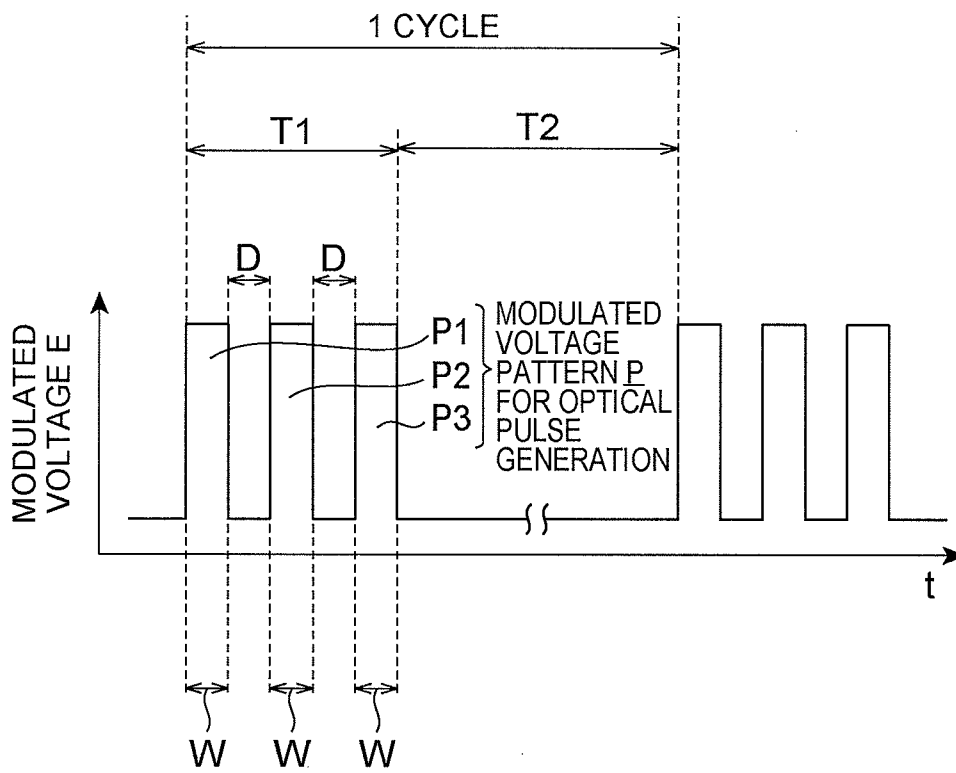 1 CYCLE
T1
T2
D
D
MODULATED
VOLTAGE E
P1
P2
P3
MODULATED
VOLTAGE
PATTERN P
FOR OPTICAL
PULSE
GENERATION
t
W
W
W